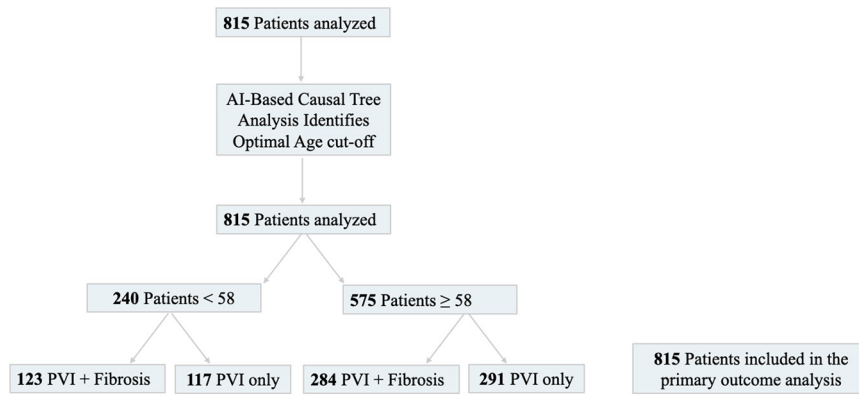 815 Patients analyzed
AI-Based Causal Tree
Analysis Identifies
Optimal Age cut-off
815 Patients analyzed
240 Patients < 58
575 Patients ≥ 58
123 PVI + Fibrosis
117 PVI only
284 PVI + Fibrosis
291 PVI only
815 Patients included in the
primary outcome analysis